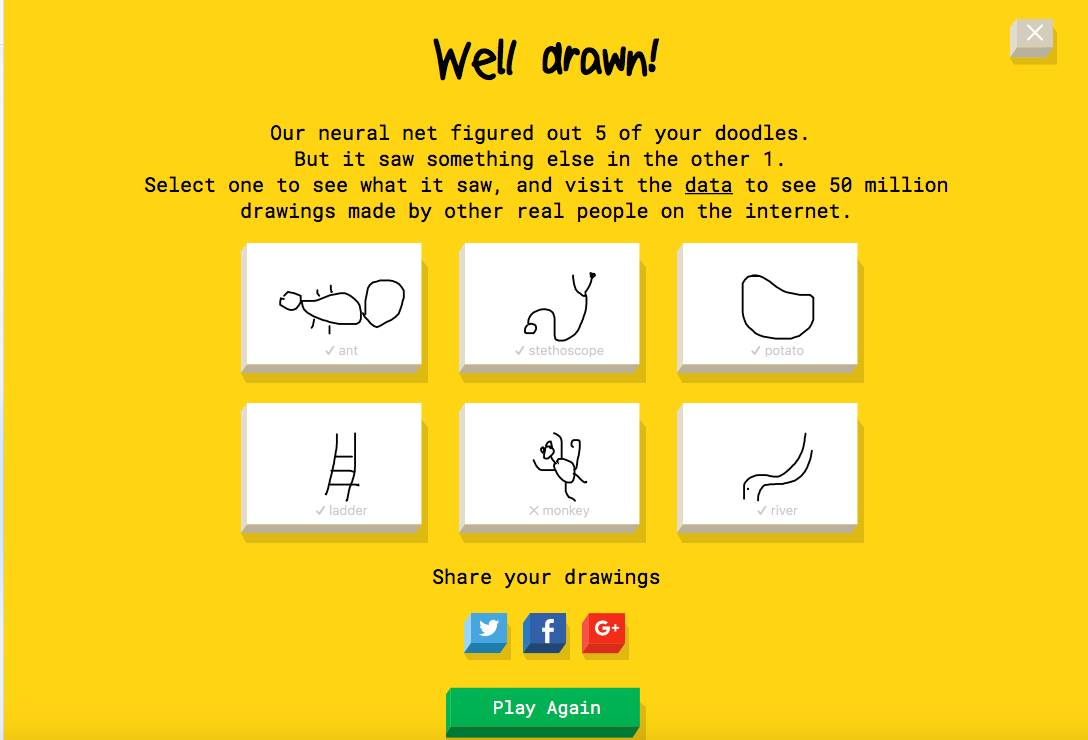 Well drawn!
Our neural net figured out 5 of your doodles.
But it saw something else in the other 1.
Select one to see what it saw, and visit the data to see 50 million
drawings made by other real people on the internet.
✓ ant
✓ stethoscope
✓ potato
✓ ladder
✕ monkey
✓ river
Share your drawings
f
G+
Play Again